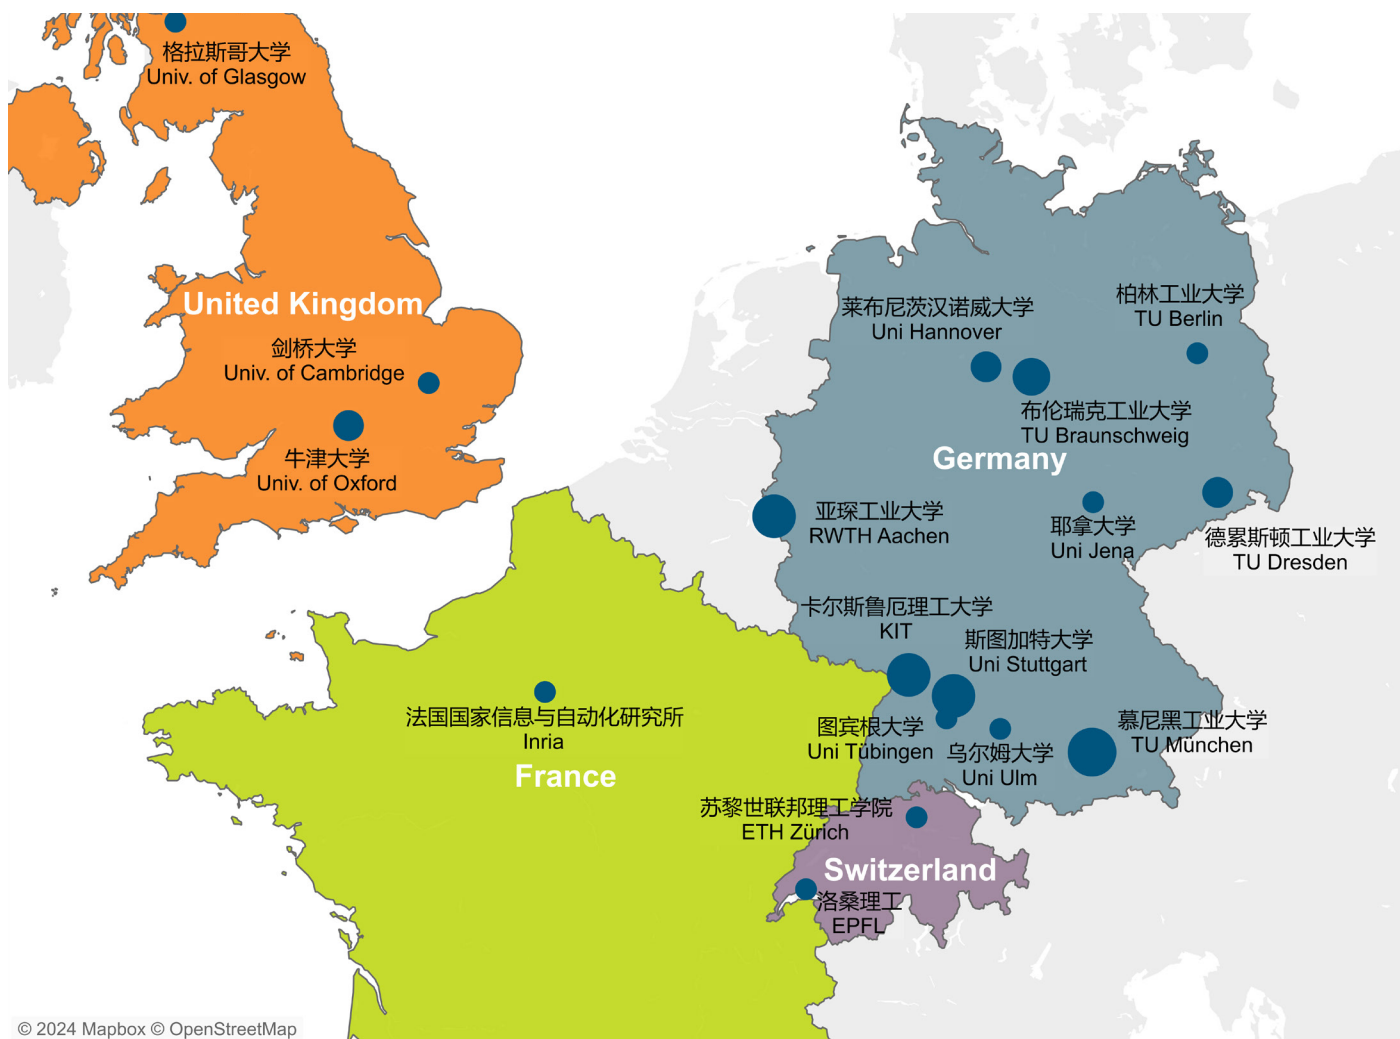 格拉斯哥大学
Univ. of Glasgow
United Kingdom
剑桥大学
Univ. of Cambridge
牛津大学
Univ. of Oxford
莱布尼茨汉诺威大学
Uni Hannover
柏林工业大学
TU Berlin
布伦瑞克工业大学
TU Braunschweig
Germany
亚琛工业大学
RWTH Aachen
耶拿大学
Uni Jena
德累斯顿工业大学
TU Dresden
卡尔斯鲁厄理工大学
KIT
斯图加特大学
Uni Stuttgart
法国国家信息与自动化研究所
Inria
France
图宾根大学
Uni Tübingen
乌尔姆大学
Uni Ulm
慕尼黑工业大学
TU München
苏黎世联邦理工学院
ETH Zürich
Switzerland
洛桑理工
EPFL
© 2024 Mapbox © OpenStreetMap